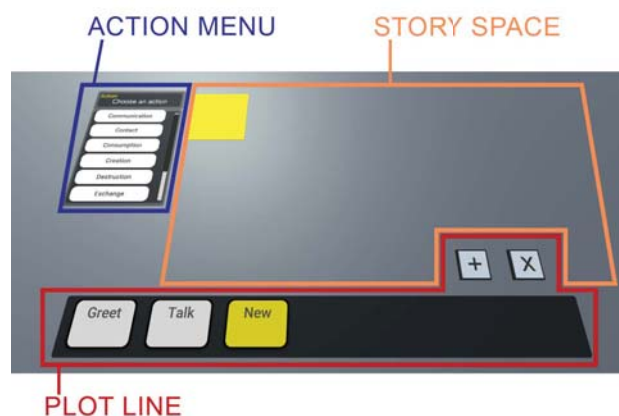 ACTION MENU
STORY SPACE
Choose an action
Communication
Contact
Consumption
Creation
Destruction
Exchange
+
X
Greet
Talk
New
PLOT LINE